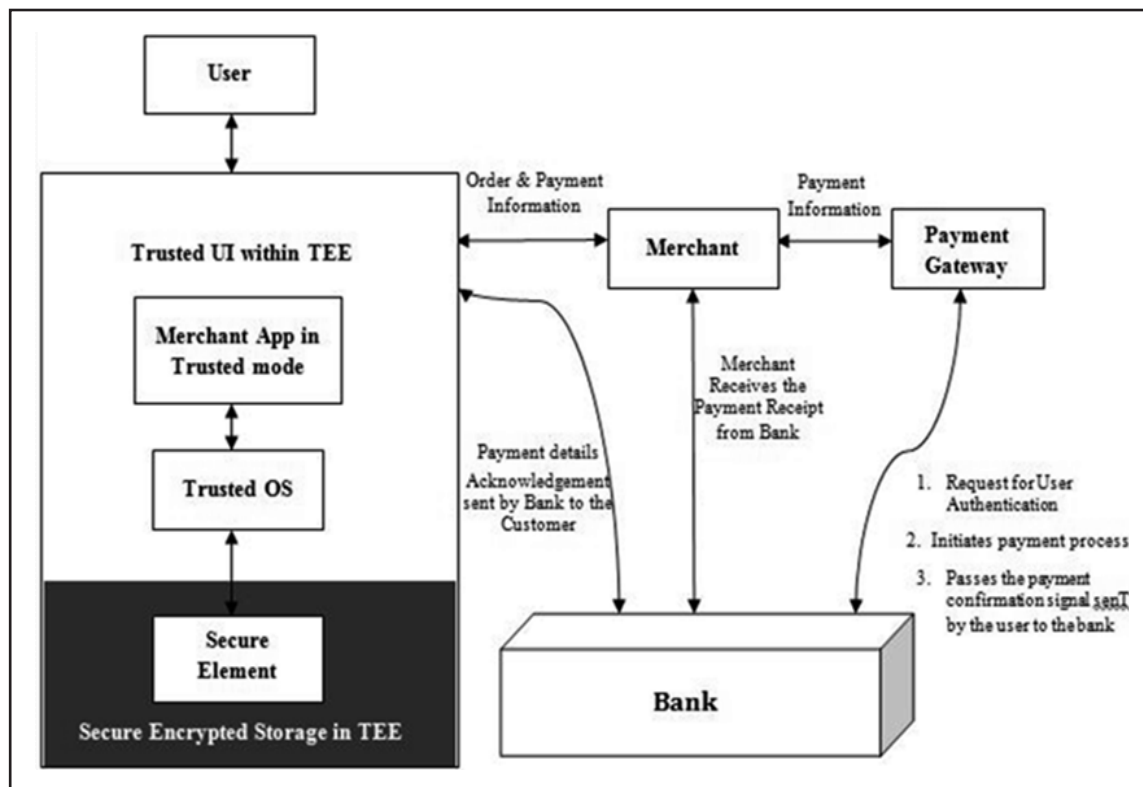 User
Order & Payment
Information
Payment
Information
Trusted UI within TEE
Merchant
Payment
Gateway
Merchant App in
Trusted mode
Merchant
Receives the
Payment Receipt
from Bank
Trusted OS
Payment details
Acknowledgement
sent by Bank to the
Customer
1. Request for User
Authentication
2. Initiates payment process
3. Passes the payment
confirmation signal senT
by the user to the bank
Secure
Element
Secure Encrypted Storage in TEE
Bank